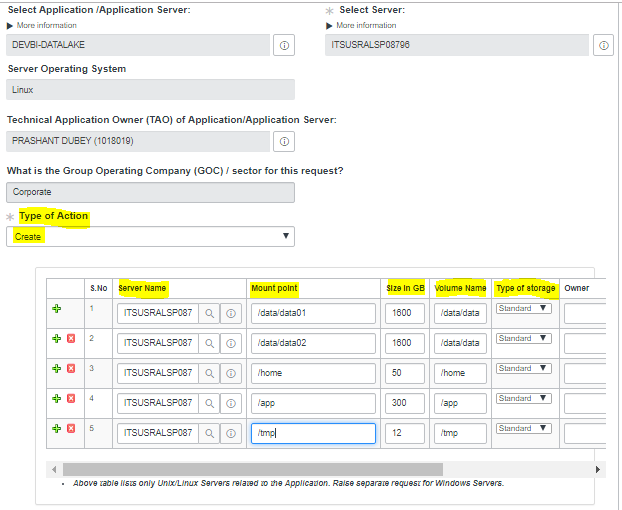 Select Application /Application Server:
* Select Server:
More information
More information
DEVBI-DATALAKE
ITSUSRALSP08796
Server Operating System
Linux
Technical Application Owner (TAO) of Application/Application Server:
PRASHANT DUBEY (1018019)
What is the Group Operating Company (GOC) / sector for this request?
Corporate
* Type of Action
Create
S.No Server Name Mount point Size in GB Volume Name Type of storage Owner
1 ITSUSRALSP087 /data/data01 1600 /data/data Standard
2 ITSUSRALSP087 /data/data02 1600 /data/data Standard
3 ITSUSRALSP087 /home 50 /home Standard
4 ITSUSRALSP087 /app 300 /app Standard
5 ITSUSRALSP087 /tmp 12 /tmp Standard
• Above table lists only Unix/Linux Servers related to the Application. Raise separate request for Windows Servers.